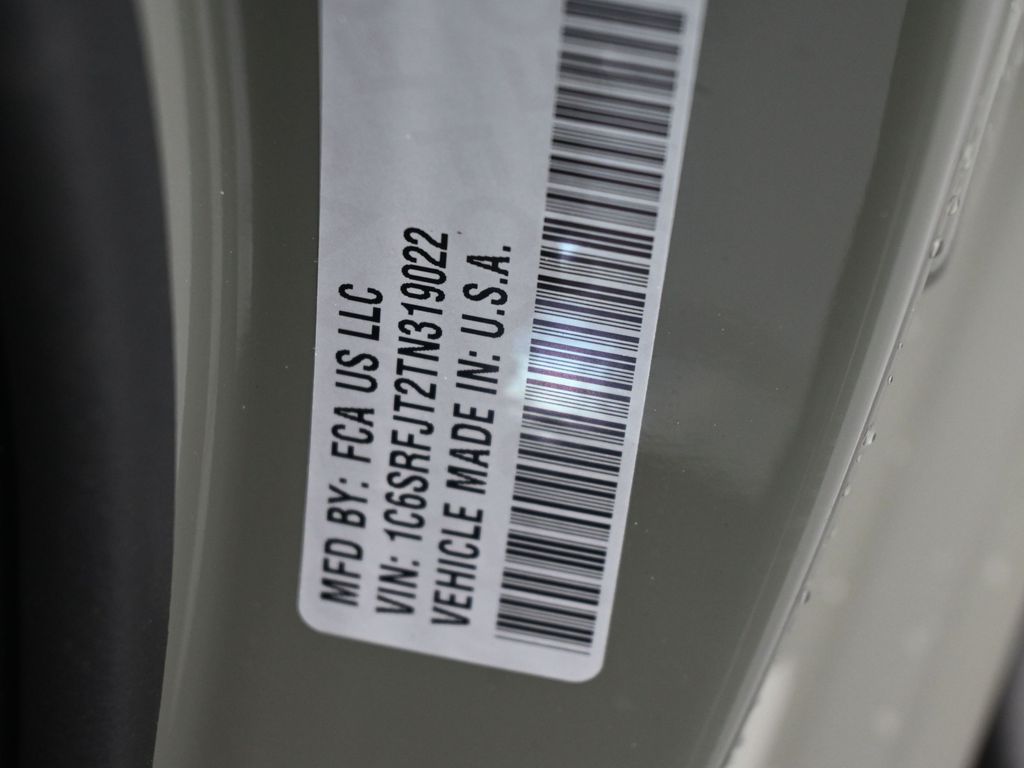 MFD BY: FCA US LLC
VIN: 1C6SRFJT2TN319022
VEHICLE MADE IN: U.S.A.